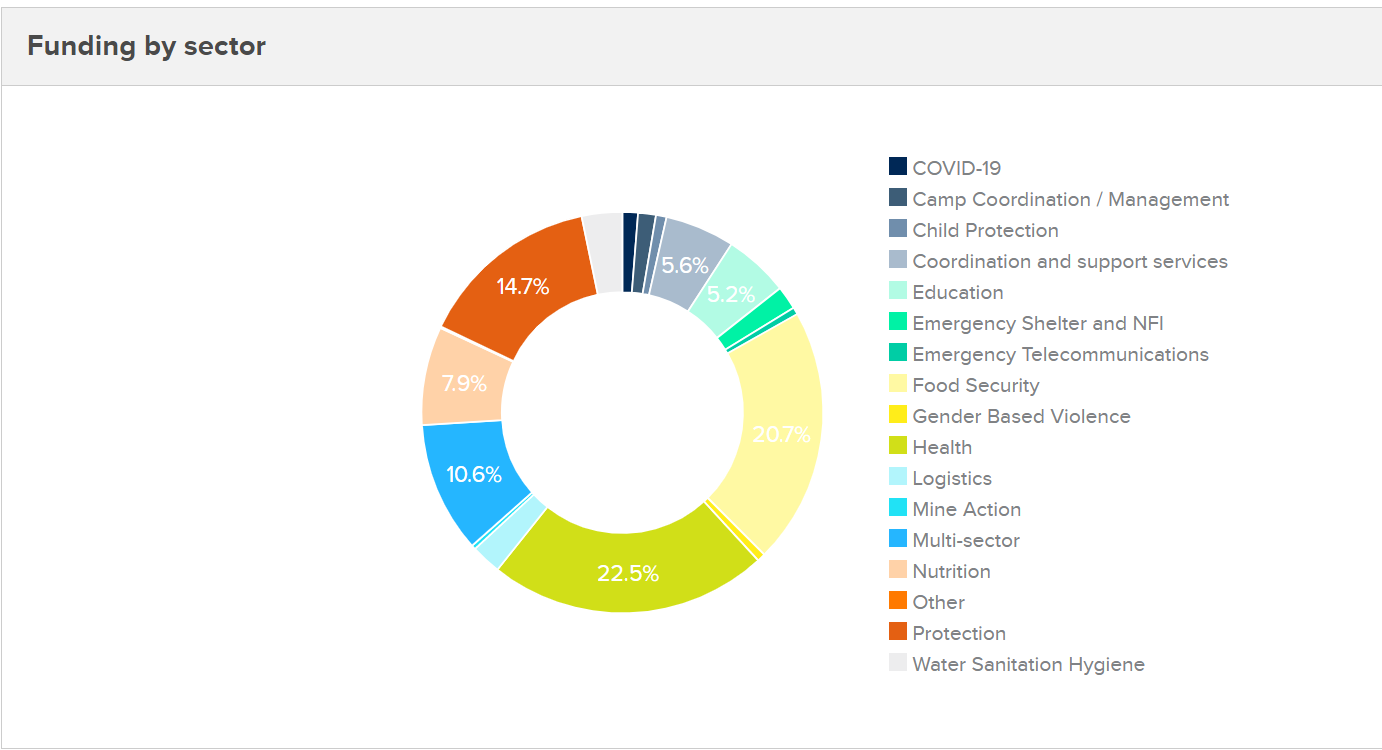 Funding by sector
COVID-19
Camp Coordination / Management
Child Protection
Coordination and support services
Education
Emergency Shelter and NFI
Emergency Telecommunications
Food Security
Gender Based Violence
Health
Logistics
Mine Action
Multi-sector
Nutrition
Other
Protection
Water Sanitation Hygiene
5.6%
5.2%
20.7%
22.5%
10.6%
7.9%
14.7%